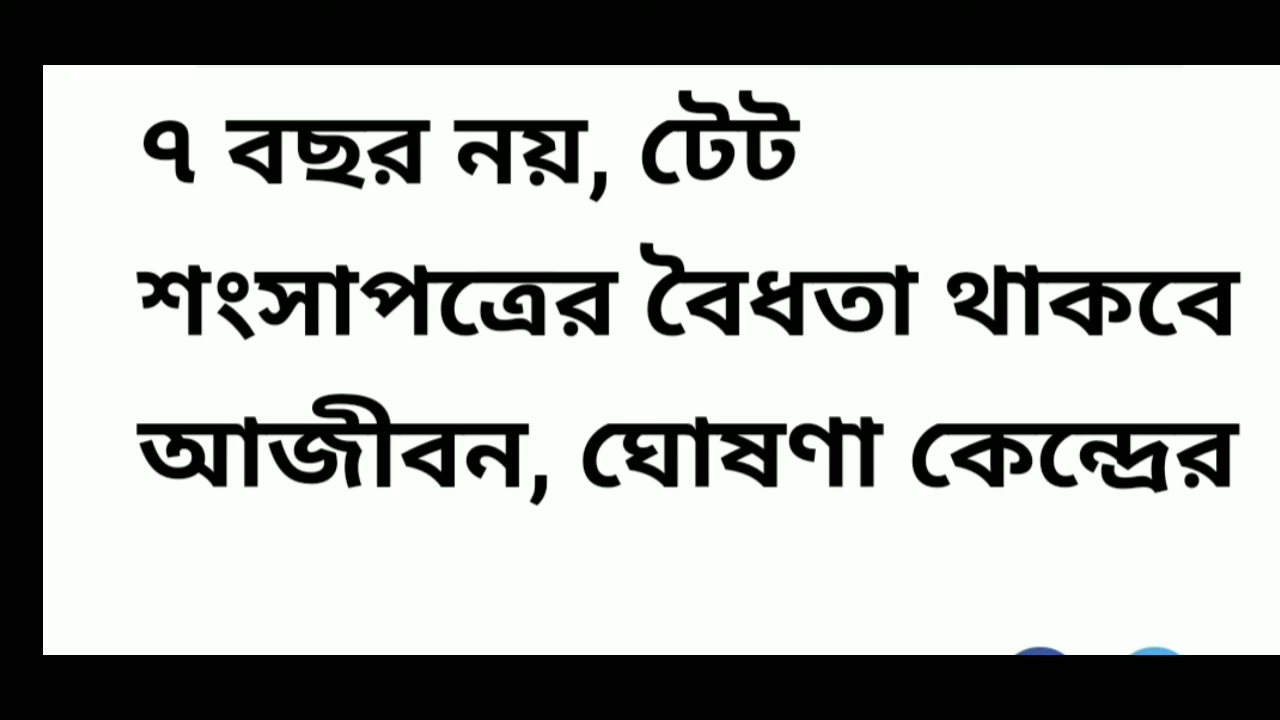 ৭ বছর নয়, টেট
শংসাপত্রের বৈধতা থাকবে
আজীবন, ঘোষণা কেন্দ্রের